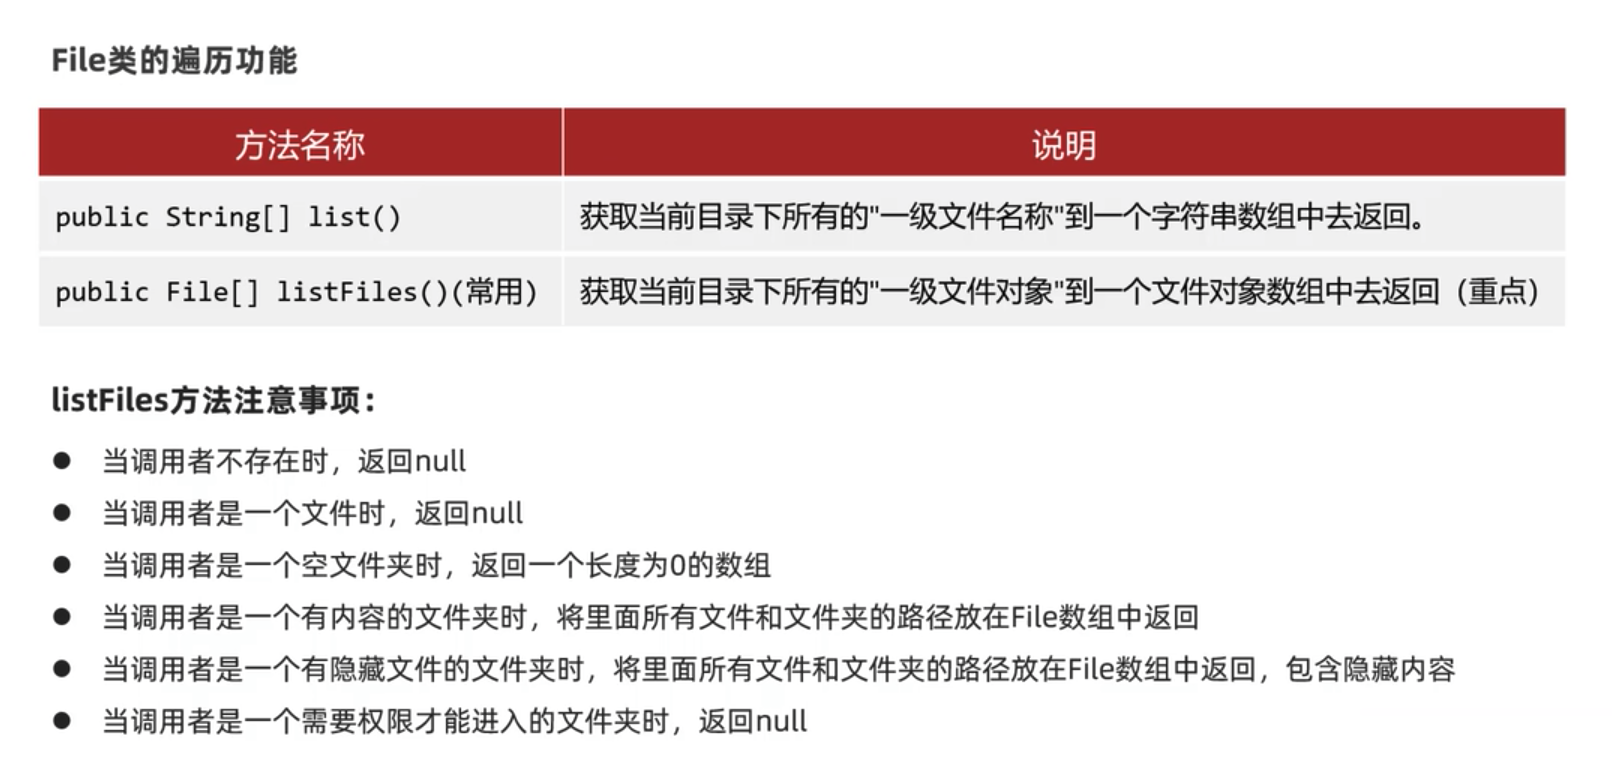 File类的遍历功能
方法名称 说明
public String[] list() 获取当前目录下所有的"一级文件名称"到一个字符串数组中去返回。
public File[] listFiles()(常用) 获取当前目录下所有的"一级文件对象"到一个文件对象数组中去返回（重点）
listFiles方法注意事项：
● 当调用者不存在时，返回null
● 当调用者是一个文件时，返回null
● 当调用者是一个空文件夹时，返回一个长度为0的数组
● 当调用者是一个有内容的文件夹时，将里面所有文件和文件夹的路径放在File数组中返回
● 当调用者是一个有隐藏文件的文件夹时，将里面所有文件和文件夹的路径放在File数组中返回，包含隐藏内容
● 当调用者是一个需要权限才能进入的文件夹时，返回null